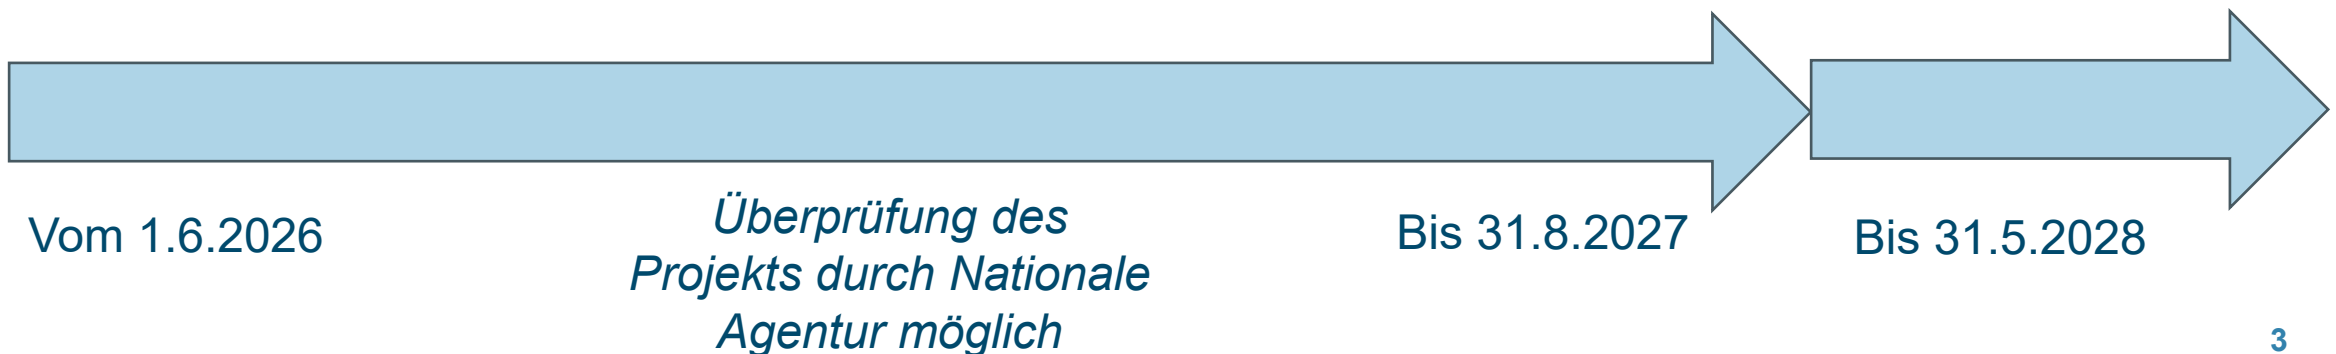 Vom 1.6.2026
Überprüfung des
Projekts durch Nationale
Agentur möglich
Bis 31.8.2027
Bis 31.5.2028
3